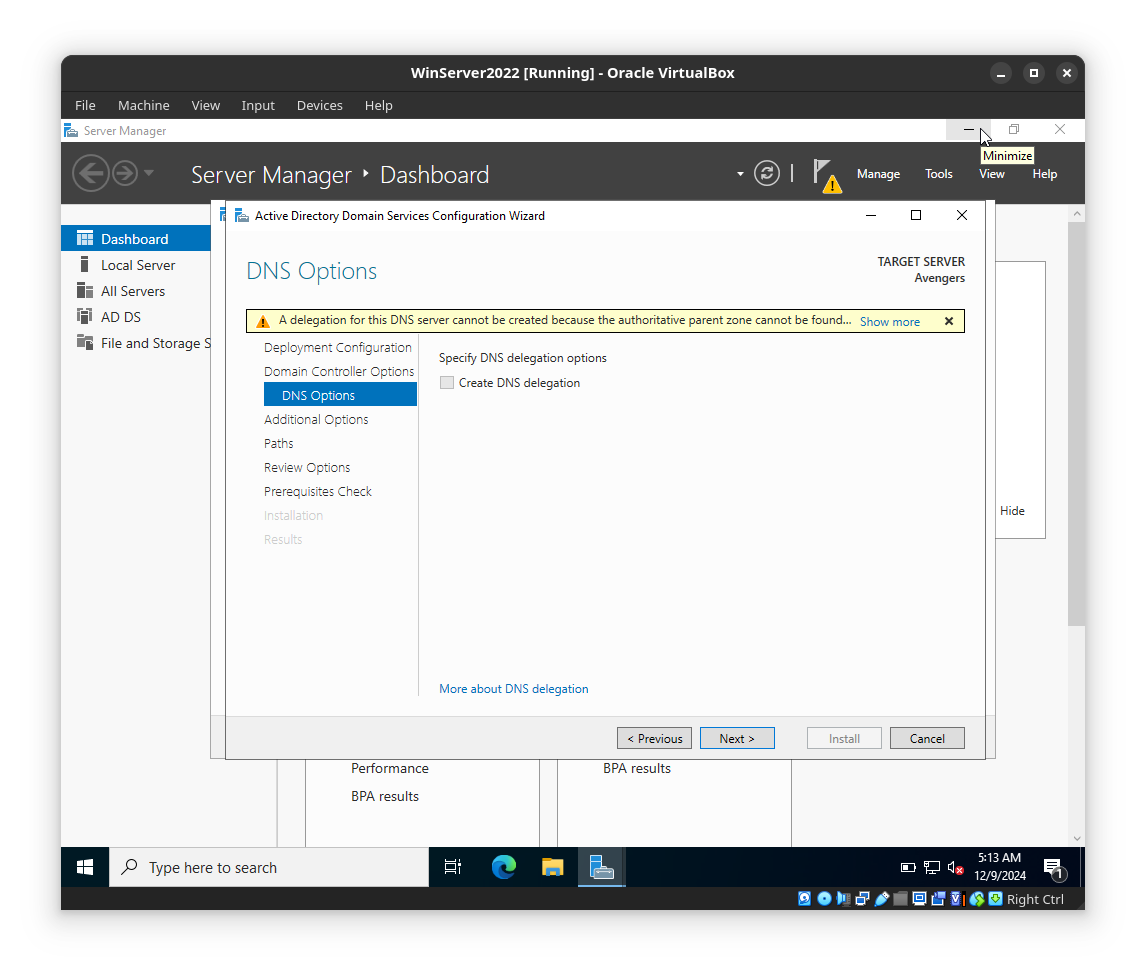 WinServer2022 [Running] - Oracle VirtualBox
File Machine View Input Devices Help
Server Manager
Minimize
Server Manager ‣ Dashboard
Manage Tools View Help
Dashboard
Local Server
All Servers
AD DS
File and Storage S
Active Directory Domain Services Configuration Wizard
DNS Options
TARGET SERVER
Avengers
A delegation for this DNS server cannot be created because the authoritative parent zone cannot be found... Show more
Deployment Configuration
Domain Controller Options
DNS Options
Additional Options
Paths
Review Options
Prerequisites Check
Installation
Results
Specify DNS delegation options
Create DNS delegation
More about DNS delegation
< Previous Next > Install Cancel
Hide
Performance
BPA results
BPA results
Type here to search
5:13 AM
12/9/2024
1
Right Ctrl